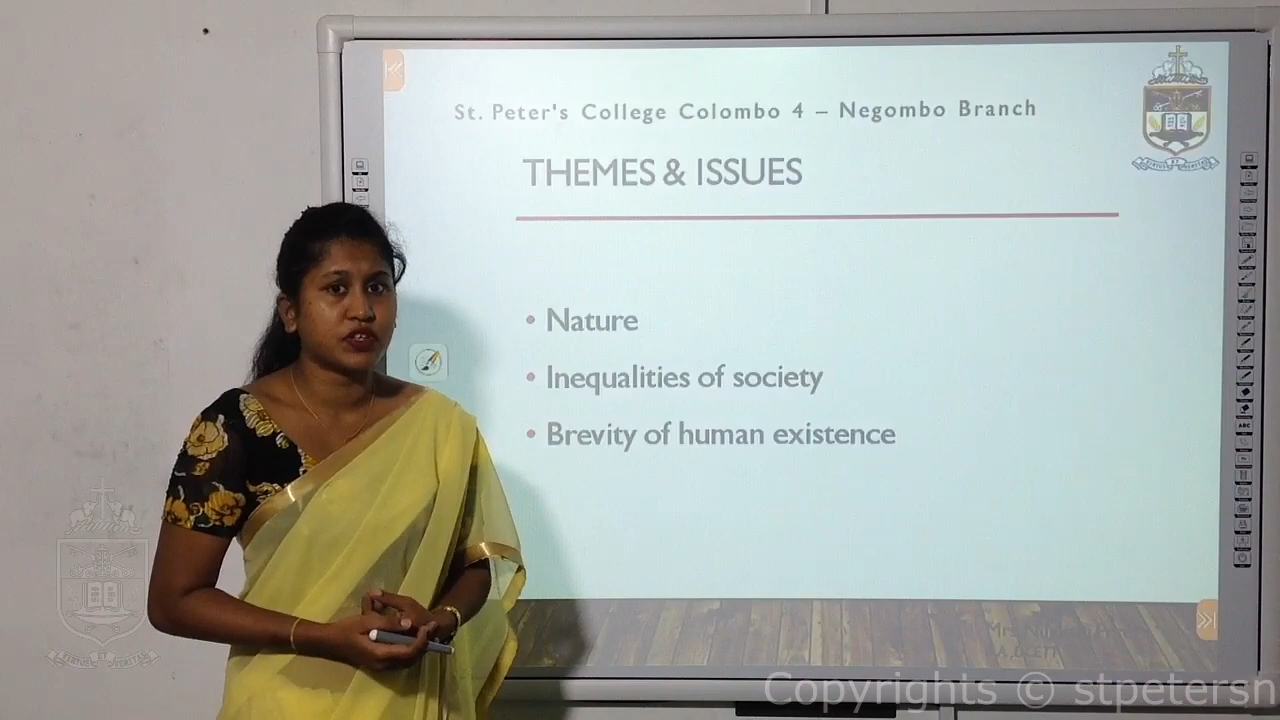 St. Peter's College Colombo 4 – Negombo Branch
THEMES & ISSUES
• Nature
• Inequalities of society
• Brevity of human existence
ABC
Copyrights © stpetersn